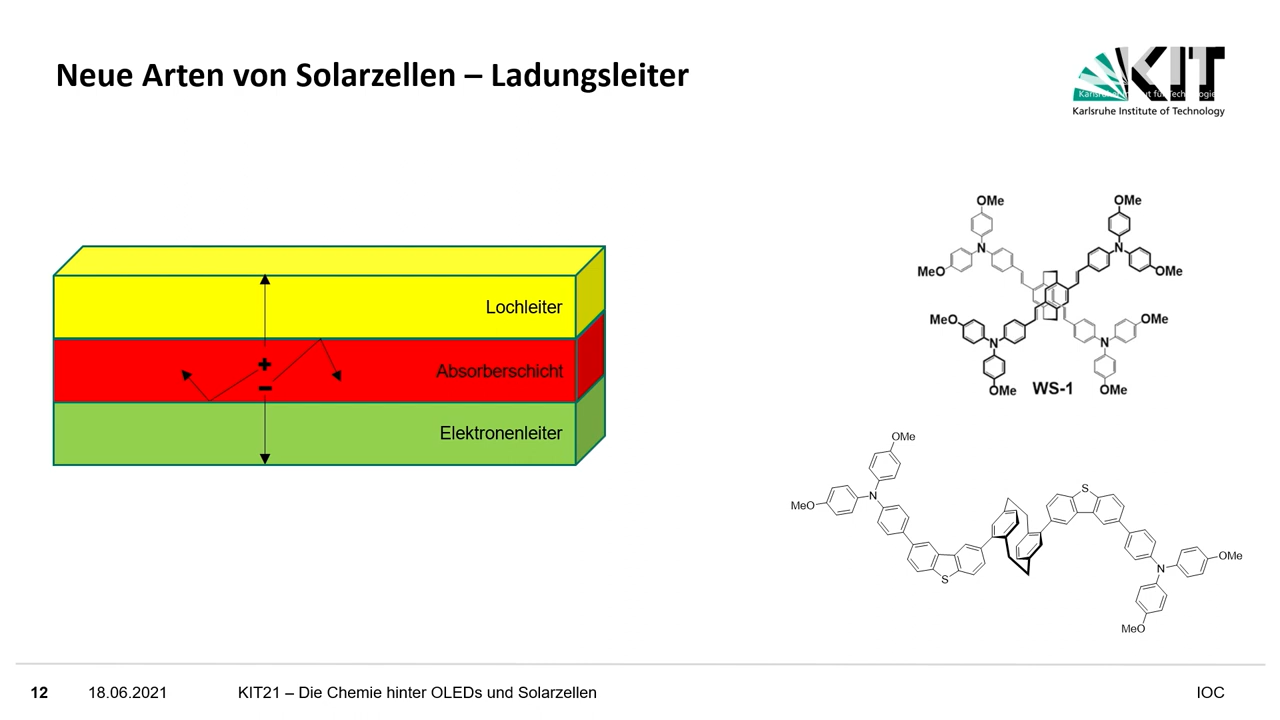 Neue Arten von Solarzellen – Ladungsleiter
KIT
Karlsruhe Institute of Technology
Lochleiter
+
Absorberschicht
–
Elektronenleiter
OMe
OMe
N
N
MeO
OMe
MeO
OMe
N
N
OMe
WS-1
OMe
OMe
MeO
N
S
S
N
OMe
MeO
12
18.06.2021
KIT21 – Die Chemie hinter OLEDs und Solarzellen
IOC